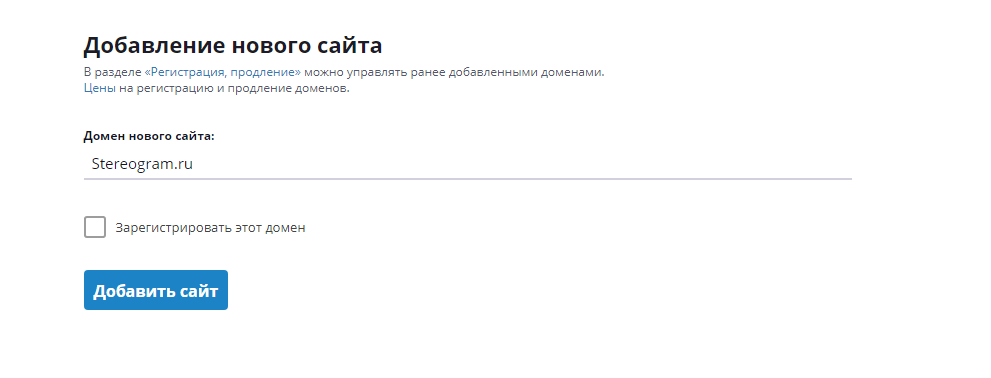 Добавление нового сайта
В разделе «Регистрация, продление» можно управлять ранее добавленными доменами.
Цены на регистрацию и продление доменов.
Домен нового сайта:
Stereogram.ru
Зарегистрировать этот домен
Добавить сайт